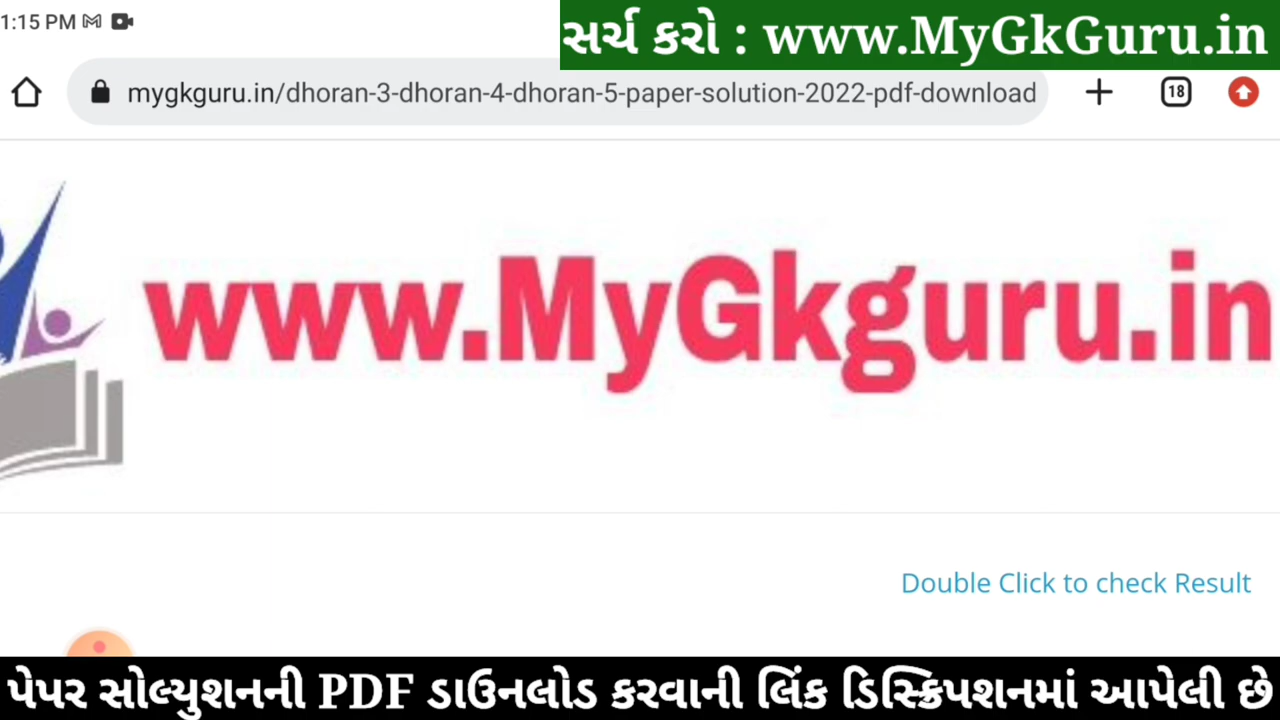 1:15 PM
સર્ચ કરો : www.MyGkGuru.in
mygkguru.in/dhoran-3-dhoran-4-dhoran-5-paper-solution-2022-pdf-download
18
www.MyGkguru.in
Double Click to check Result
પેપર સોલ્યુશનની PDF ડાઉનલોડ કરવાની લિંક ડિસ્ક્રિપશનમાં આપેલી છે